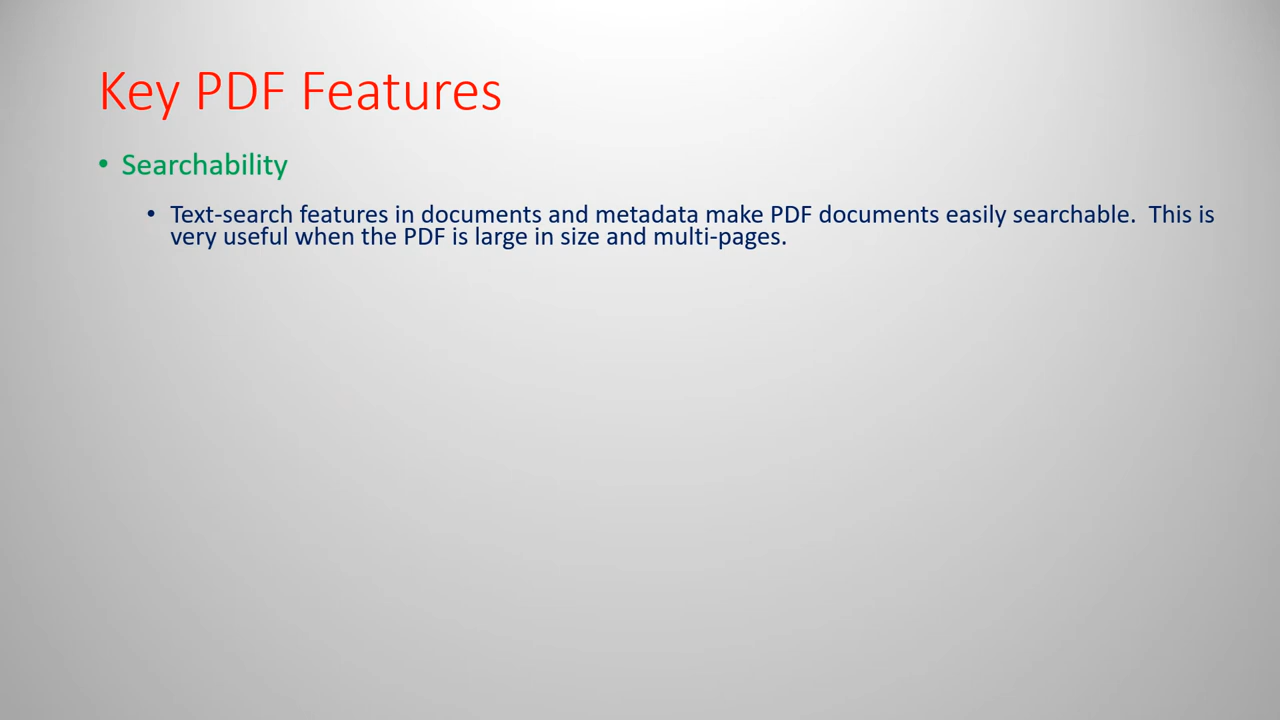 Key PDF Features
• Searchability
• Text-search features in documents and metadata make PDF documents easily searchable.  This is
very useful when the PDF is large in size and multi-pages.